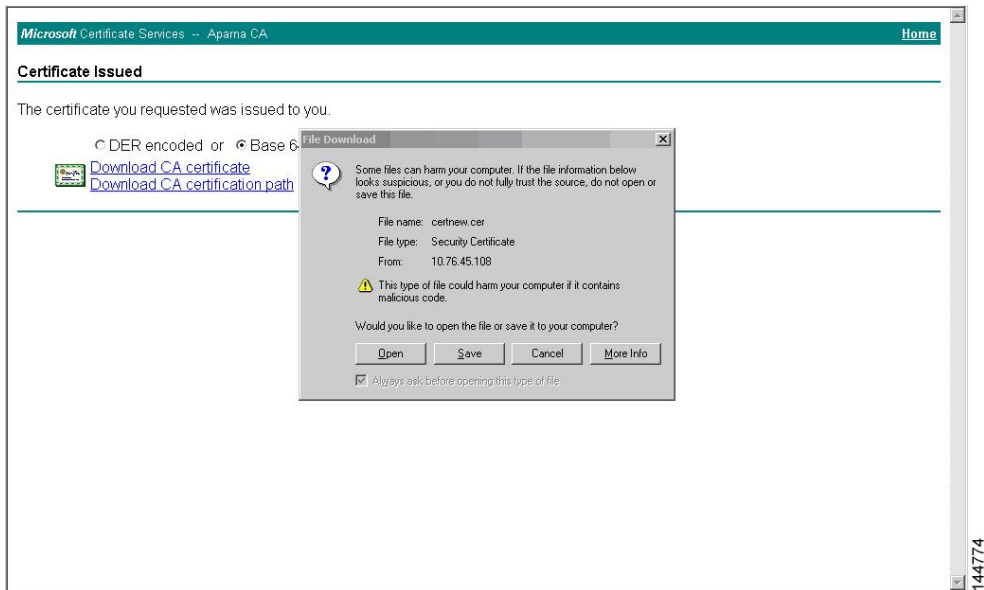 Microsoft Certificate Services -- Aparna CA Home
Certificate Issued
The certificate you requested was issued to you.
DER encoded or Base 6
Download CA certificate
Download CA certification path
File Download
Some files can harm your computer. If the file information below
looks suspicious, or you do not fully trust the source, do not open or
save this file.
File name: certnew.cer
File type: Security Certificate
From: 10.76.45.108
This type of file could harm your computer if it contains
malicious code.
Would you like to open the file or save it to your computer?
Open Save Cancel More Info
Always ask before opening this type of file
144774